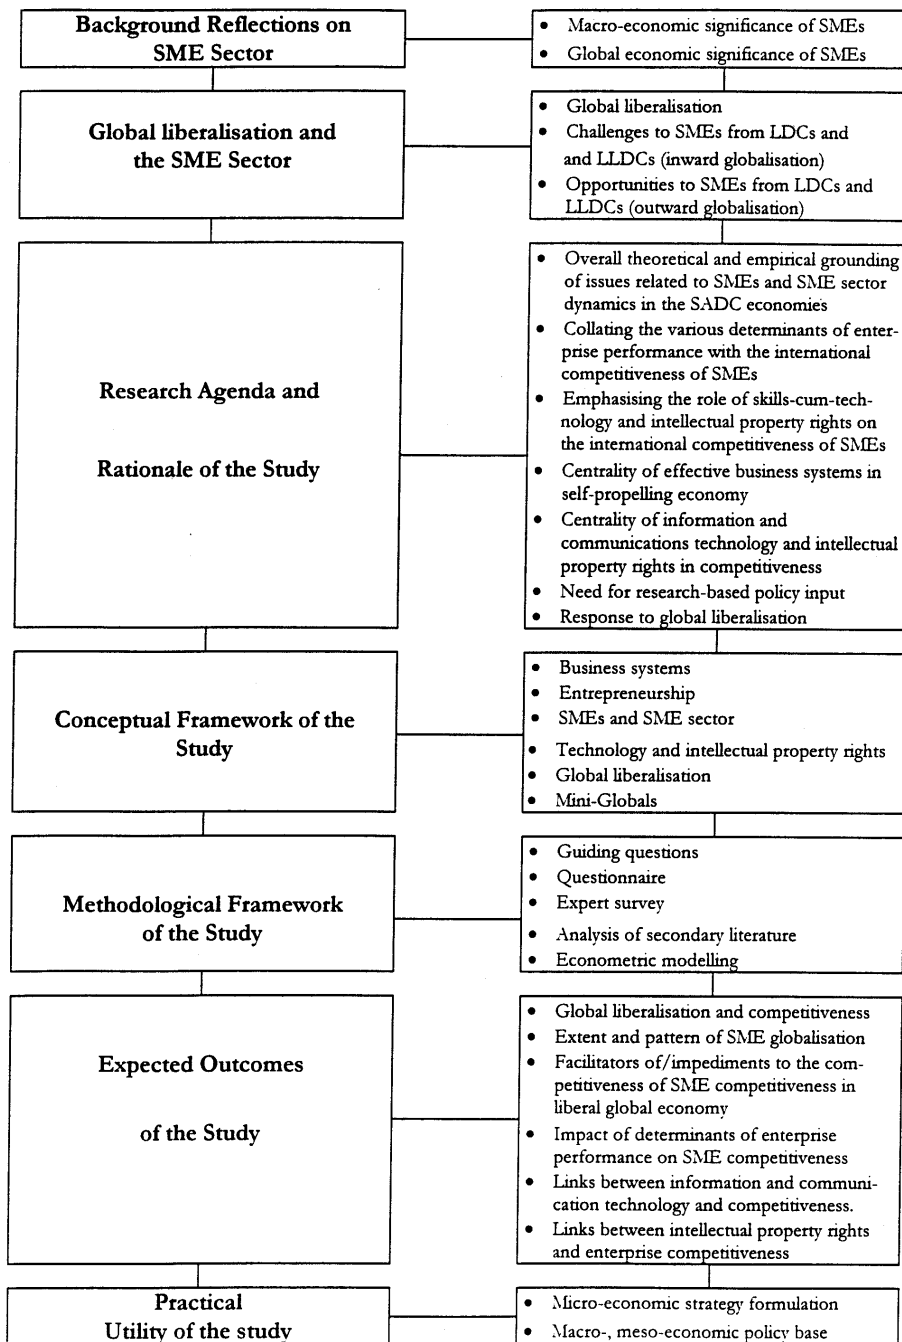 Background Reflections on
SME Sector
• Macro-economic significance of SMEs
• Global economic significance of SMEs
Global liberalisation and
the SME Sector
• Global liberalisation
• Challenges to SMEs from LDCs and
and LLDCs (inward globalisation)
• Opportunities to SMEs from LDCs and
LLDCs (outward globalisation)
Research Agenda and
Rationale of the Study
• Overall theoretical and empirical grounding
of issues related to SMEs and SME sector
dynamics in the SADC economies
• Collating the various determinants of enter-
prise performance with the international
competitiveness of SMEs
• Emphasising the role of skills-cum-tech-
nology and intellectual property rights on
the international competitiveness of SMEs
• Centrality of effective business systems in
self-propelling economy
• Centrality of information and
communications technology and intellectual
property rights in competitiveness
• Need for research-based policy input
• Response to global liberalisation
Conceptual Framework of the
Study
• Business systems
• Entrepreneurship
• SMEs and SME sector
• Technology and intellectual property rights
• Global liberalisation
• Mini-Globals
Methodological Framework
of the Study
• Guiding questions
• Questionnaire
• Expert survey
• Analysis of secondary literature
• Econometric modelling
Expected Outcomes
of the Study
• Global liberalisation and competitiveness
• Extent and pattern of SME globalisation
• Facilitators of/impediments to the com-
petitiveness of SME competitiveness in
liberal global economy
• Impact of determinants of enterprise
performance on SME competitiveness
• Links between information and communi-
cation technology and competitiveness.
• Links between intellectual property rights
and enterprise competitiveness
Practical
Utility of the study
• Micro-economic strategy formulation
• Macro-, meso-economic policy base